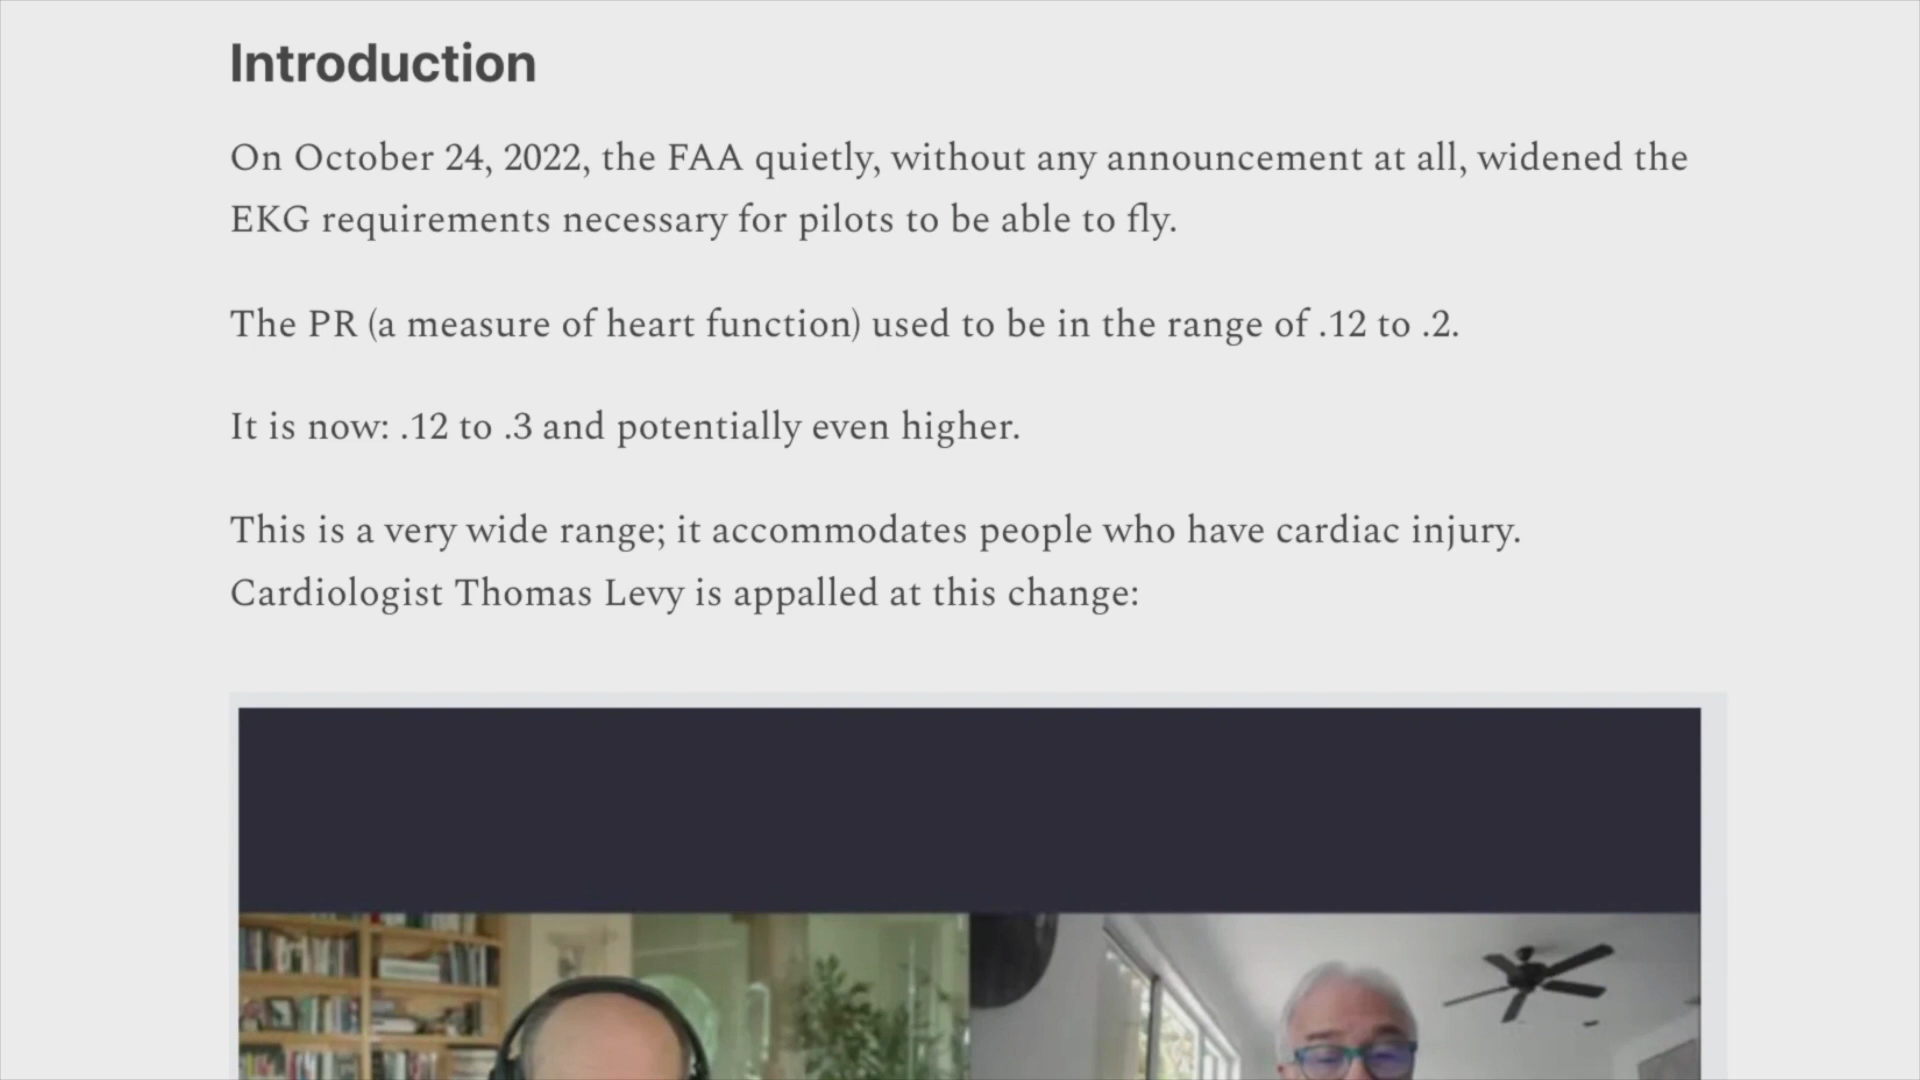 Introduction
On October 24, 2022, the FAA quietly, without any announcement at all, widened the
EKG requirements necessary for pilots to be able to fly.
The PR (a measure of heart function) used to be in the range of .12 to .2.
It is now: .12 to .3 and potentially even higher.
This is a very wide range; it accommodates people who have cardiac injury.
Cardiologist Thomas Levy is appalled at this change: